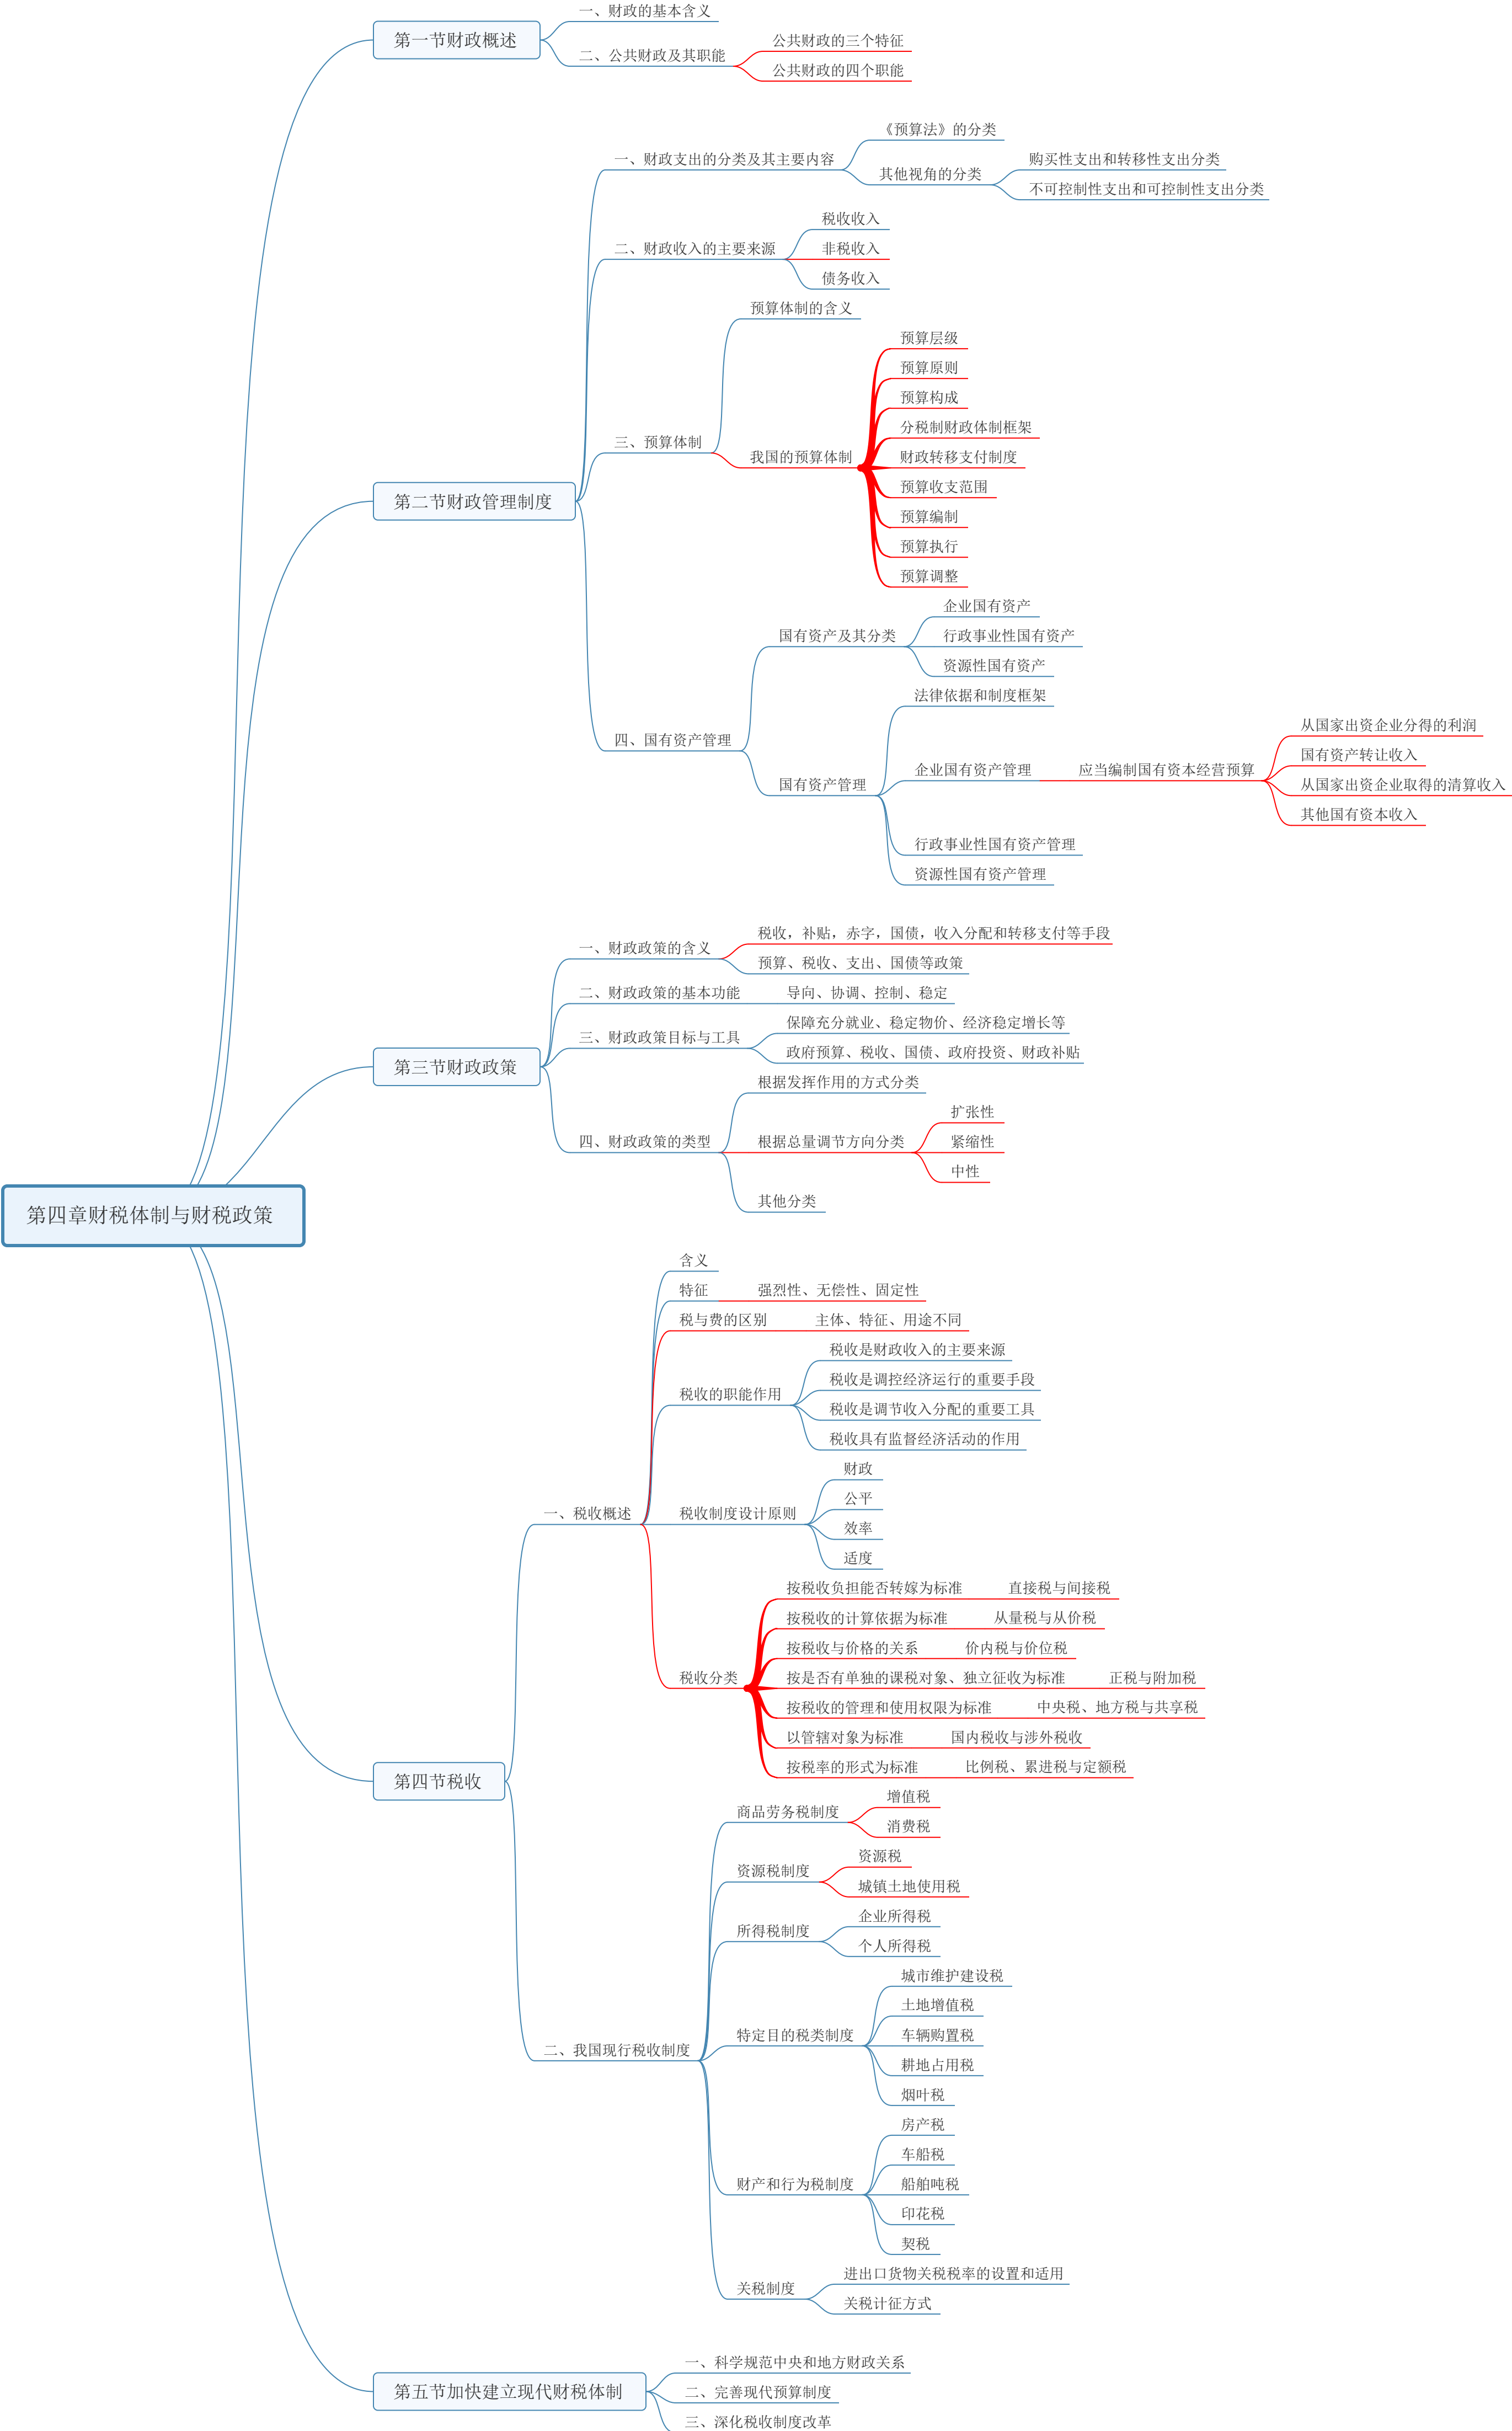 第四章财税体制与财税政策
第一节财政概述
一、财政的基本含义
二、公共财政及其职能
公共财政的三个特征
公共财政的四个职能
第二节财政管理制度
一、财政支出的分类及其主要内容
《预算法》的分类
其他视角的分类
购买性支出和转移性支出分类
不可控制性支出和可控制性支出分类
二、财政收入的主要来源
税收收入
非税收入
债务收入
三、预算体制
预算体制的含义
我国的预算体制
预算层级
预算原则
预算构成
分税制财政体制框架
财政转移支付制度
预算收支范围
预算编制
预算执行
预算调整
四、国有资产管理
国有资产及其分类
企业国有资产
行政事业性国有资产
资源性国有资产
国有资产管理
法律依据和制度框架
企业国有资产管理
应当编制国有资本经营预算
从国家出资企业分得的利润
国有资产转让收入
从国家出资企业取得的清算收入
其他国有资本收入
行政事业性国有资产管理
资源性国有资产管理
第三节财政政策
一、财政政策的含义
税收，补贴，赤字，国债，收入分配和转移支付等手段
预算、税收、支出、国债等政策
二、财政政策的基本功能
导向、协调、控制、稳定
三、财政政策目标与工具
保障充分就业、稳定物价、经济稳定增长等
政府预算、税收、国债、政府投资、财政补贴
四、财政政策的类型
根据发挥作用的方式分类
根据总量调节方向分类
扩张性
紧缩性
中性
其他分类
第四节税收
一、税收概述
含义
特征
强烈性、无偿性、固定性
税与费的区别
主体、特征、用途不同
税收的职能作用
税收是财政收入的主要来源
税收是调控经济运行的重要手段
税收是调节收入分配的重要工具
税收具有监督经济活动的作用
税收制度设计原则
财政
公平
效率
适度
税收分类
按税收负担能否转嫁为标准
直接税与间接税
按税收的计算依据为标准
从量税与从价税
按税收与价格的关系
价内税与价位税
按是否有单独的课税对象、独立征收为标准
正税与附加税
按税收的管理和使用权限为标准
中央税、地方税与共享税
以管辖对象为标准
国内税收与涉外税收
按税率的形式为标准
比例税、累进税与定额税
二、我国现行税收制度
商品劳务税制度
增值税
消费税
资源税制度
资源税
城镇土地使用税
所得税制度
企业所得税
个人所得税
特定目的税类制度
城市维护建设税
土地增值税
车辆购置税
耕地占用税
烟叶税
财产和行为税制度
房产税
车船税
船舶吨税
印花税
契税
关税制度
进出口货物关税税率的设置和适用
关税计征方式
第五节加快建立现代财税体制
一、科学规范中央和地方财政关系
二、完善现代预算制度
三、深化税收制度改革